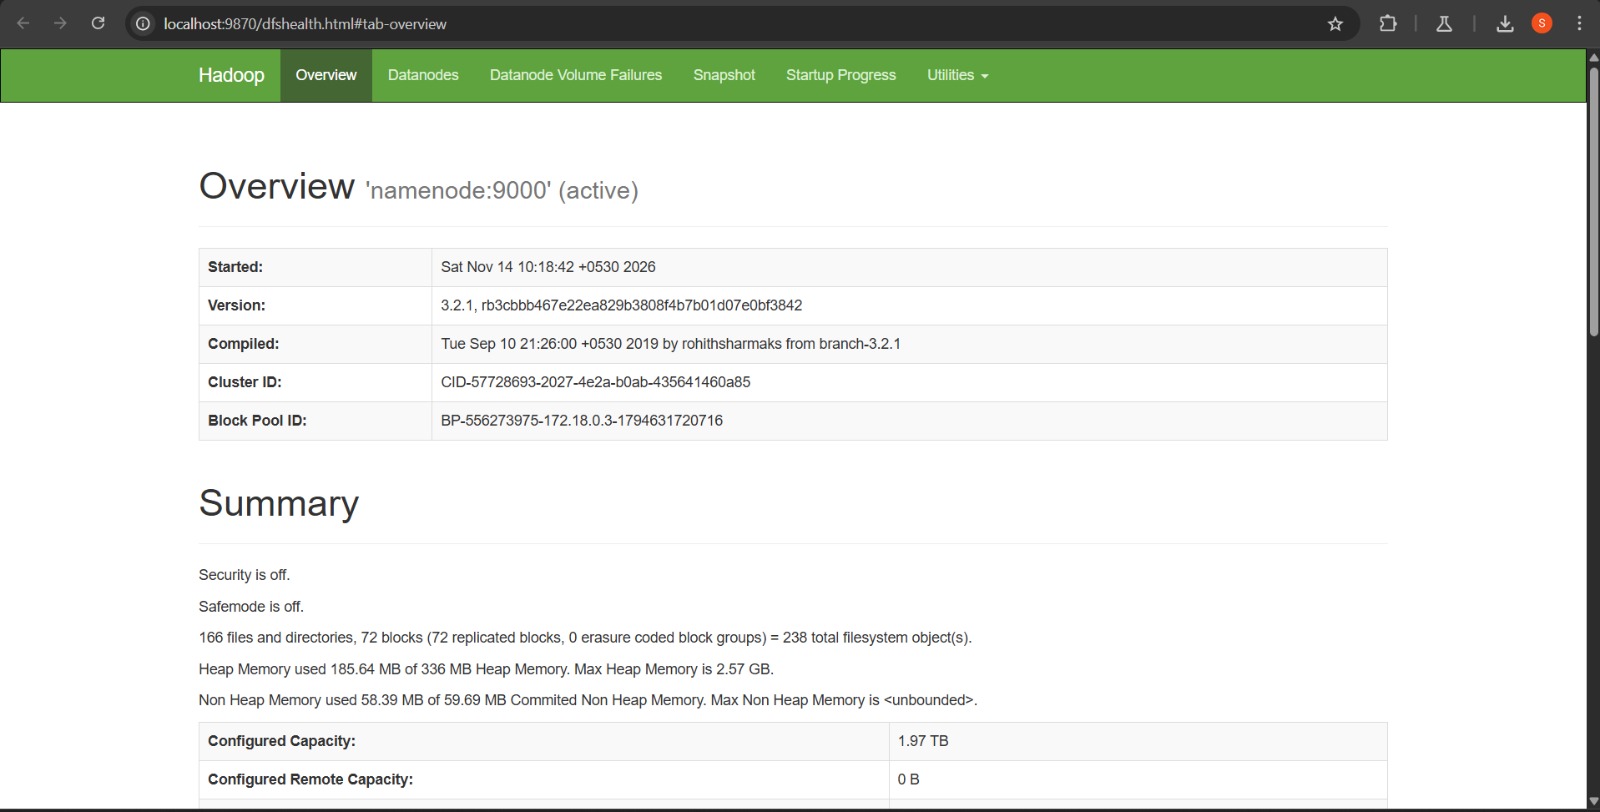 localhost:9870/dfshealth.html#tab-overview
S
Hadoop Overview Datanodes Datanode Volume Failures Snapshot Startup Progress Utilities
Overview 'namenode:9000' (active)
Started: Sat Nov 14 10:18:42 +0530 2026
Version: 3.2.1, rb3cbbb467e22ea829b3808f4b7b01d07e0bf3842
Compiled: Tue Sep 10 21:26:00 +0530 2019 by rohithsharmaks from branch-3.2.1
Cluster ID: CID-57728693-2027-4e2a-b0ab-435641460a85
Block Pool ID: BP-556273975-172.18.0.3-1794631720716
Summary
Security is off.
Safemode is off.
166 files and directories, 72 blocks (72 replicated blocks, 0 erasure coded block groups) = 238 total filesystem object(s).
Heap Memory used 185.64 MB of 336 MB Heap Memory. Max Heap Memory is 2.57 GB.
Non Heap Memory used 58.39 MB of 59.69 MB Commited Non Heap Memory. Max Non Heap Memory is <unbounded>.
Configured Capacity: 1.97 TB
Configured Remote Capacity: 0 B